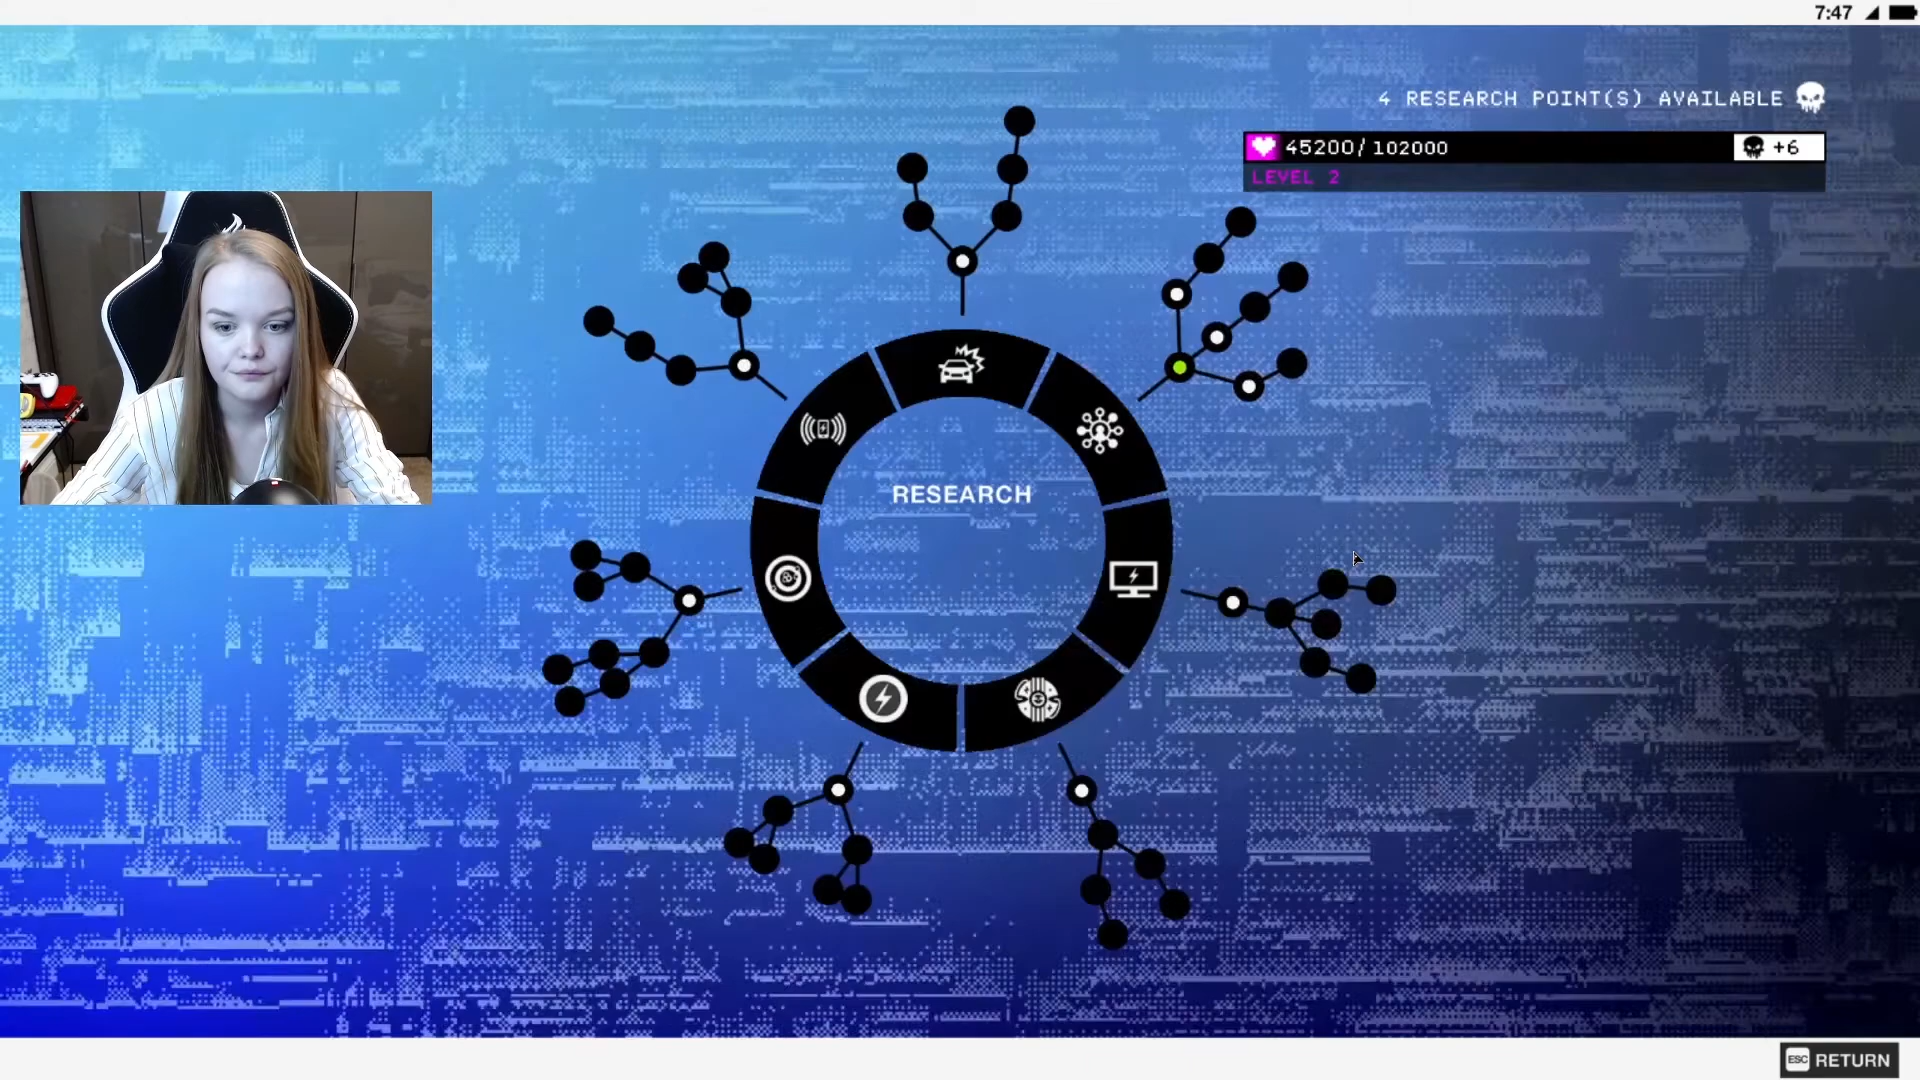 7:47
4 RESEARCH POINT(S) AVAILABLE
45200/102000
+6
LEVEL 2
RESEARCH
ESC RETURN